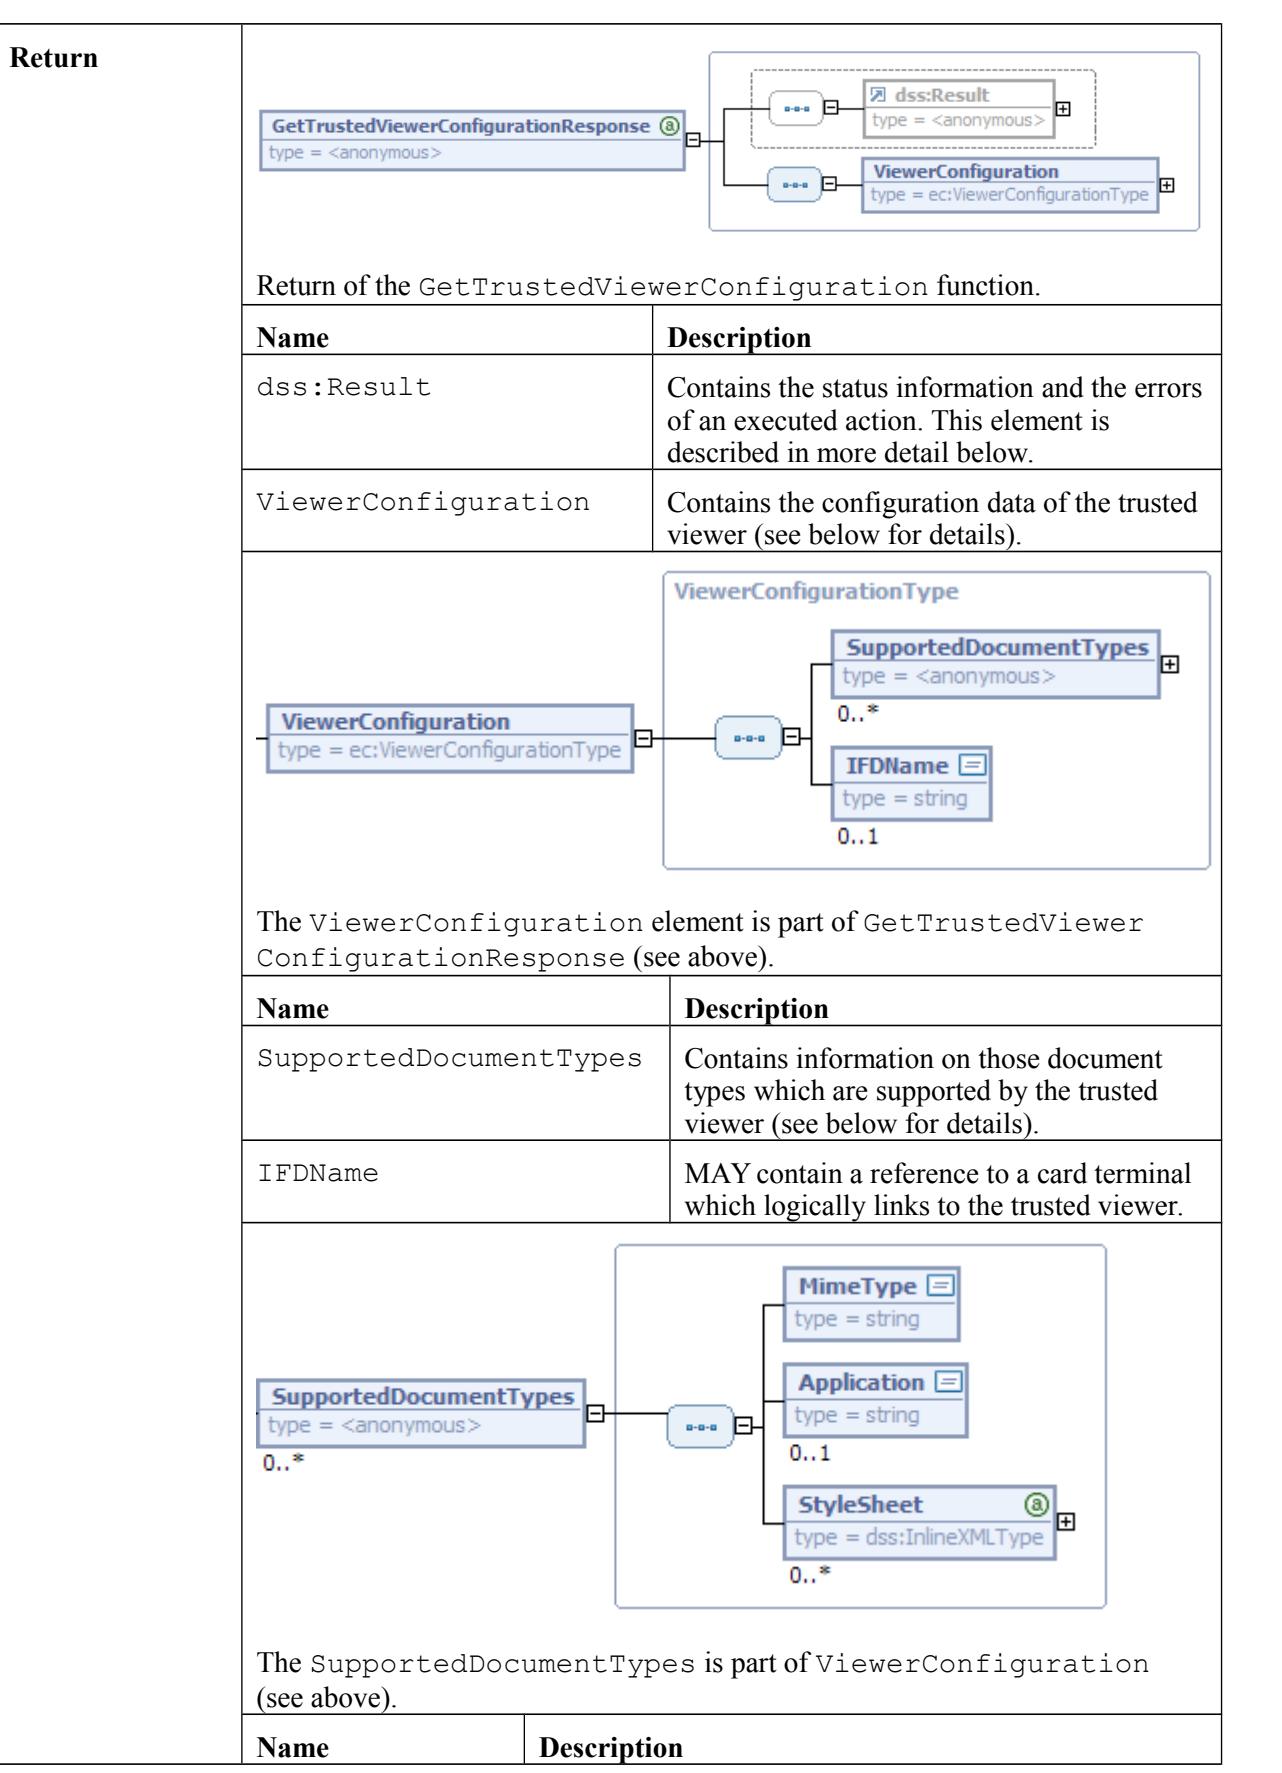 Return
dss:Result
type = <anonymous>
GetTrustedViewerConfigurationResponse
type = <anonymous>
ViewerConfiguration
type = ec:ViewerConfigurationType
Return of the GetTrustedViewerConfiguration function.
Name Description
dss:Result Contains the status information and the errors
of an executed action. This element is
described in more detail below.
ViewerConfiguration Contains the configuration data of the trusted
viewer (see below for details).
ViewerConfigurationType
SupportedDocumentTypes
type = <anonymous>
0..*
ViewerConfiguration
type = ec:ViewerConfigurationType
IFDName
type = string
0..1
The ViewerConfiguration element is part of GetTrustedViewer
ConfigurationResponse (see above).
Name Description
SupportedDocumentTypes Contains information on those document
types which are supported by the trusted
viewer (see below for details).
IFDName MAY contain a reference to a card terminal
which logically links to the trusted viewer.
MimeType
type = string
Application
type = string
0..1
SupportedDocumentTypes
type = <anonymous>
0..*
StyleSheet
type = dss:InlineXMLType
0..*
The SupportedDocumentTypes is part of ViewerConfiguration
(see above).
Name Description